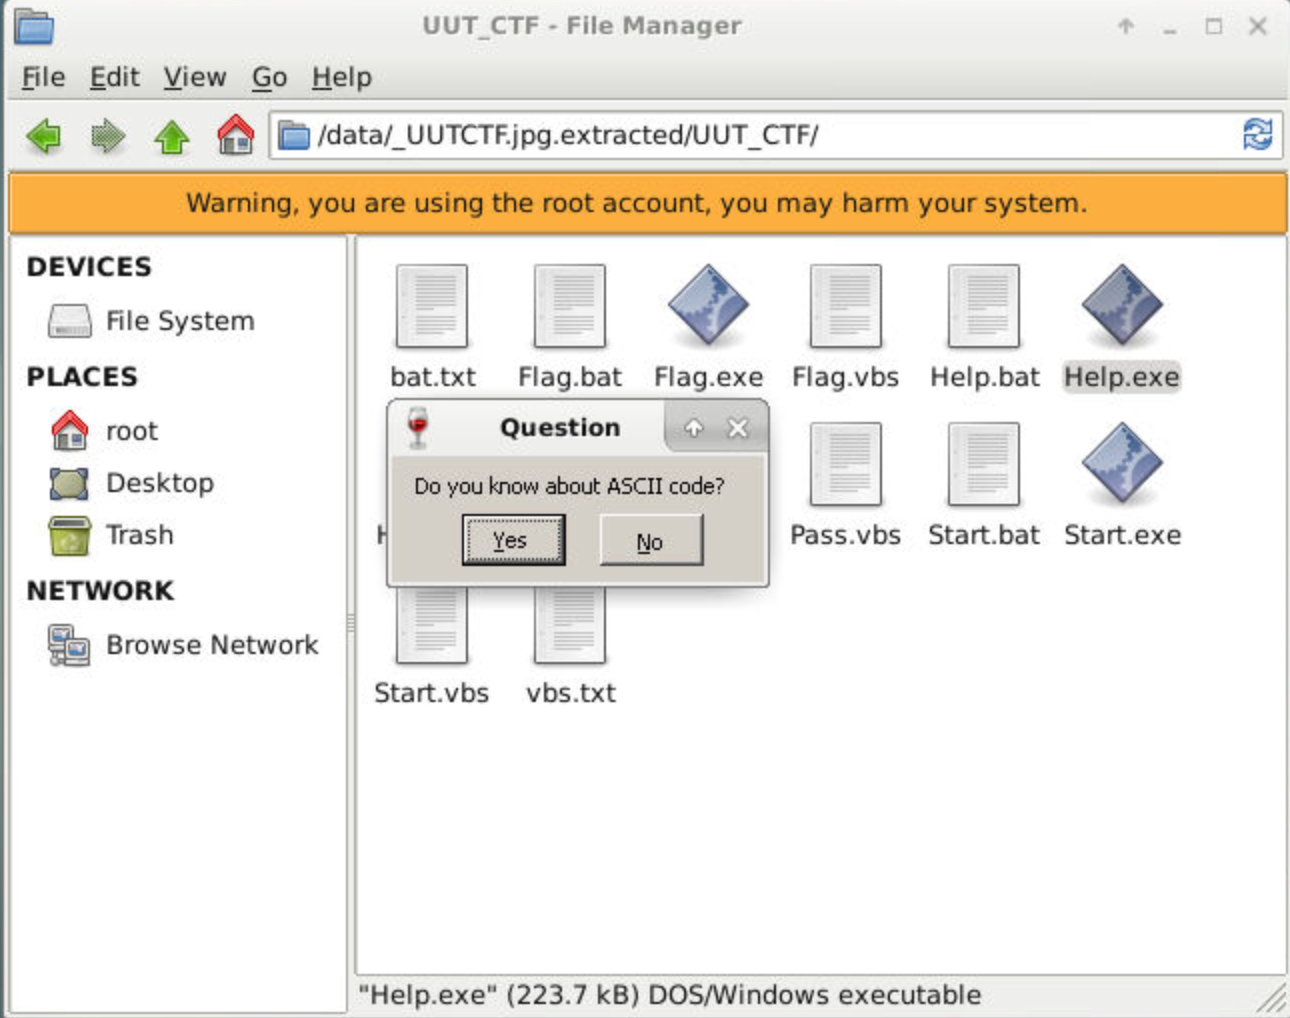 UUT_CTF - File Manager
File Edit View Go Help
/data/_UUTCTF.jpg.extracted/UUT_CTF/
Warning, you are using the root account, you may harm your system.
DEVICES
File System
PLACES
root
Desktop
Trash
NETWORK
Browse Network
bat.txt Flag.bat Flag.exe Flag.vbs Help.bat Help.exe
Question
Do you know about ASCII code?
Yes No
Pass.vbs Start.bat Start.exe
Start.vbs vbs.txt
"Help.exe" (223.7 kB) DOS/Windows executable